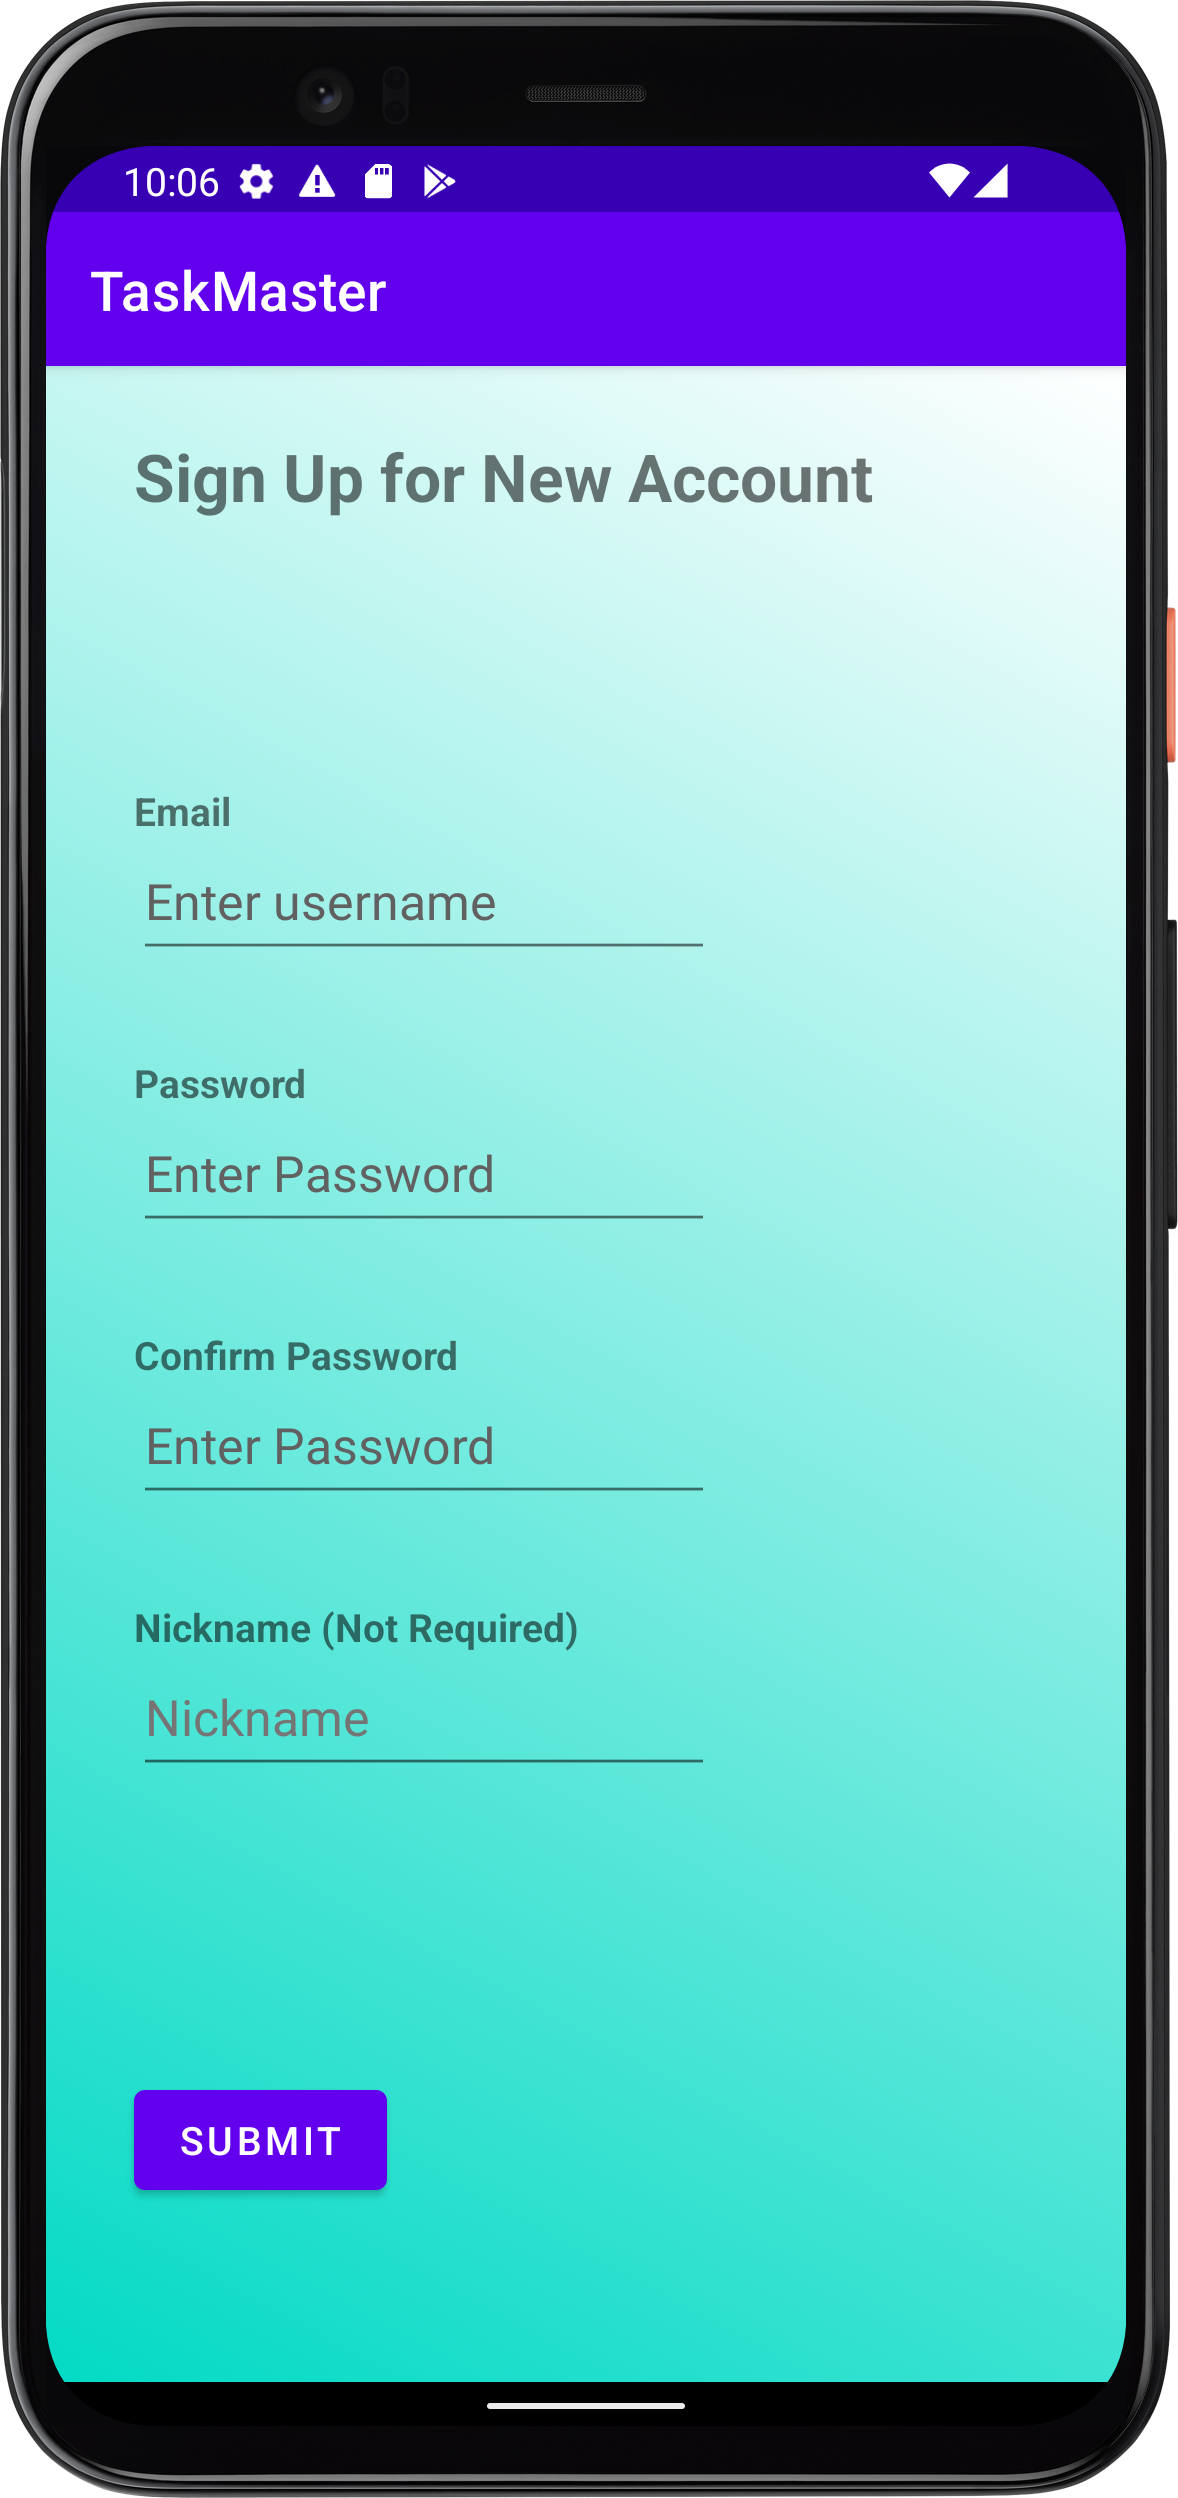 10:06
TaskMaster
Sign Up for New Account
Email
Enter username
Password
Enter Password
Confirm Password
Enter Password
Nickname (Not Required)
Nickname
SUBMIT